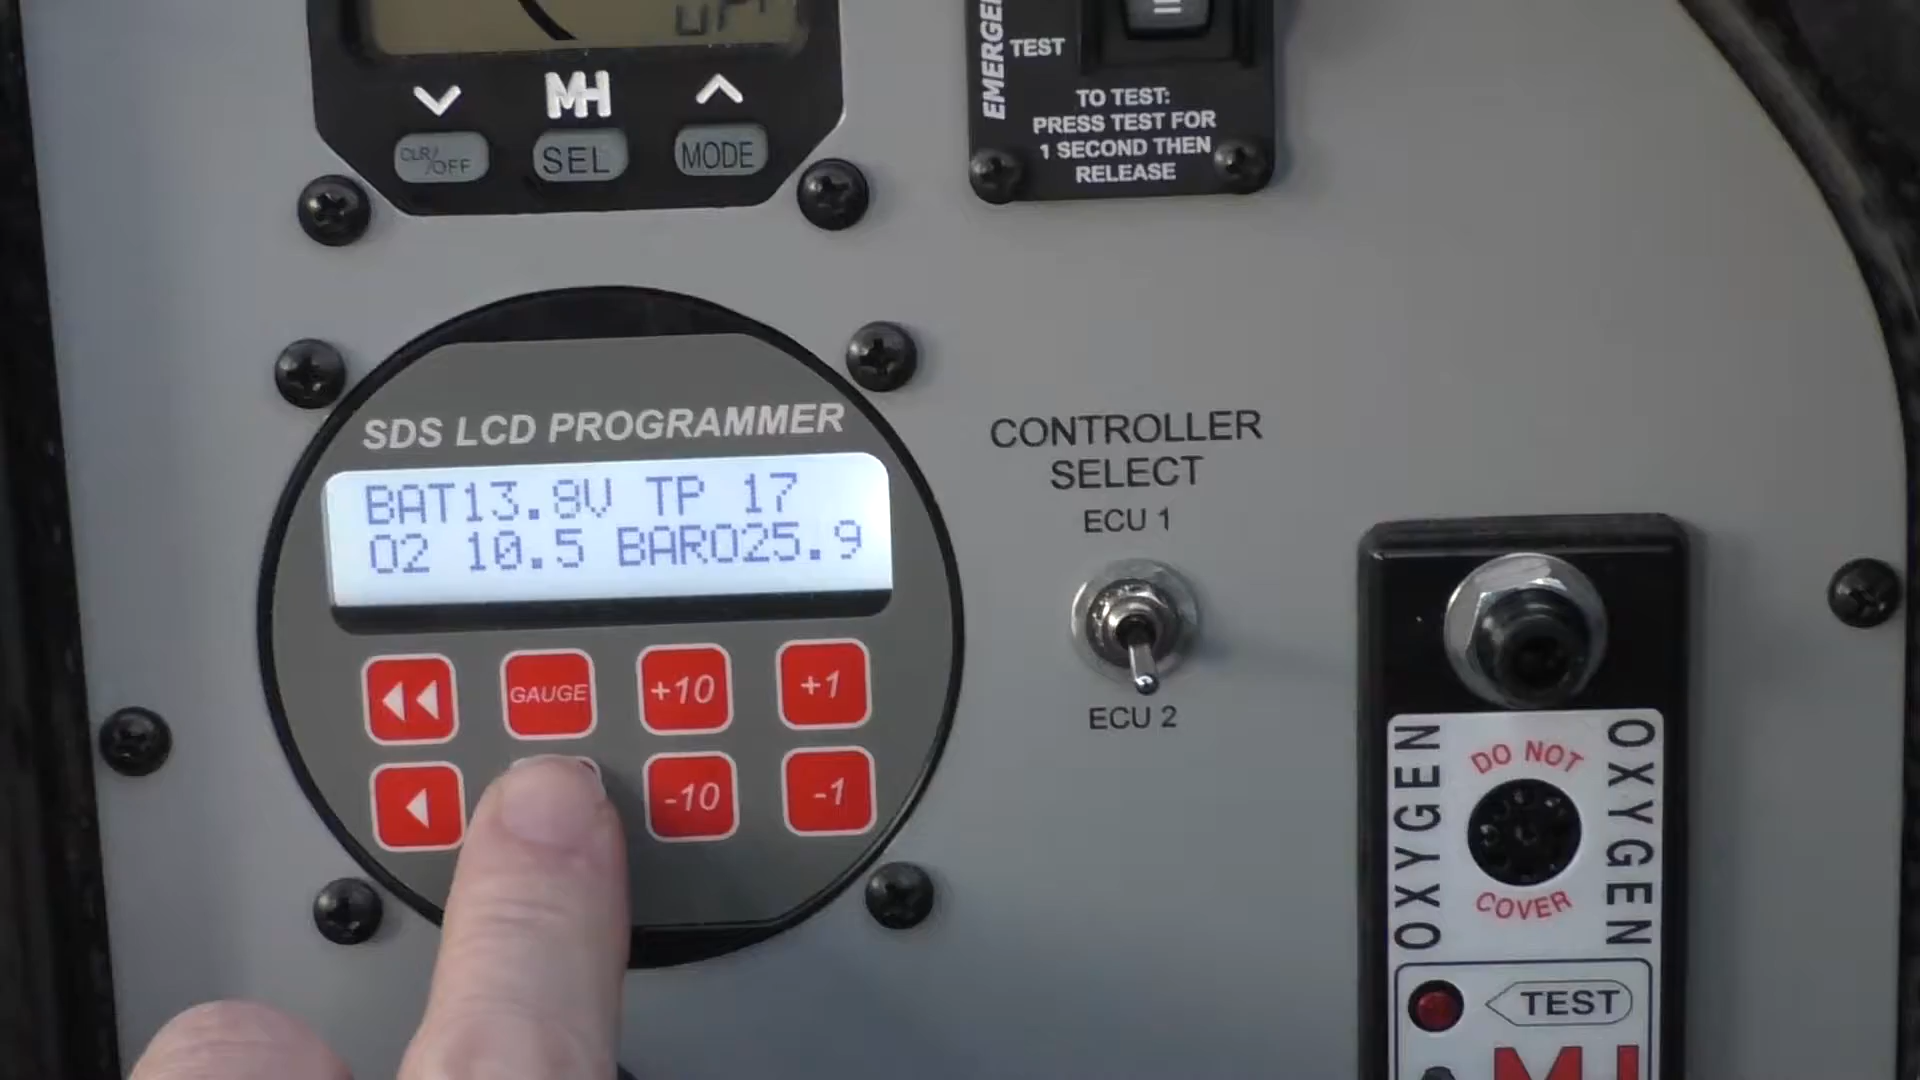 MH
CLR/OFF
SEL
MODE
TEST
TO TEST:
PRESS TEST FOR
1 SECOND THEN
RELEASE
SDS LCD PROGRAMMER
BAT13.8V TP 17
O2 10.5 BARO25.9
GAUGE
+10
+1
-10
-1
CONTROLLER
SELECT
ECU 1
ECU 2
OXYGEN
DO NOT
COVER
OXYGEN
TEST